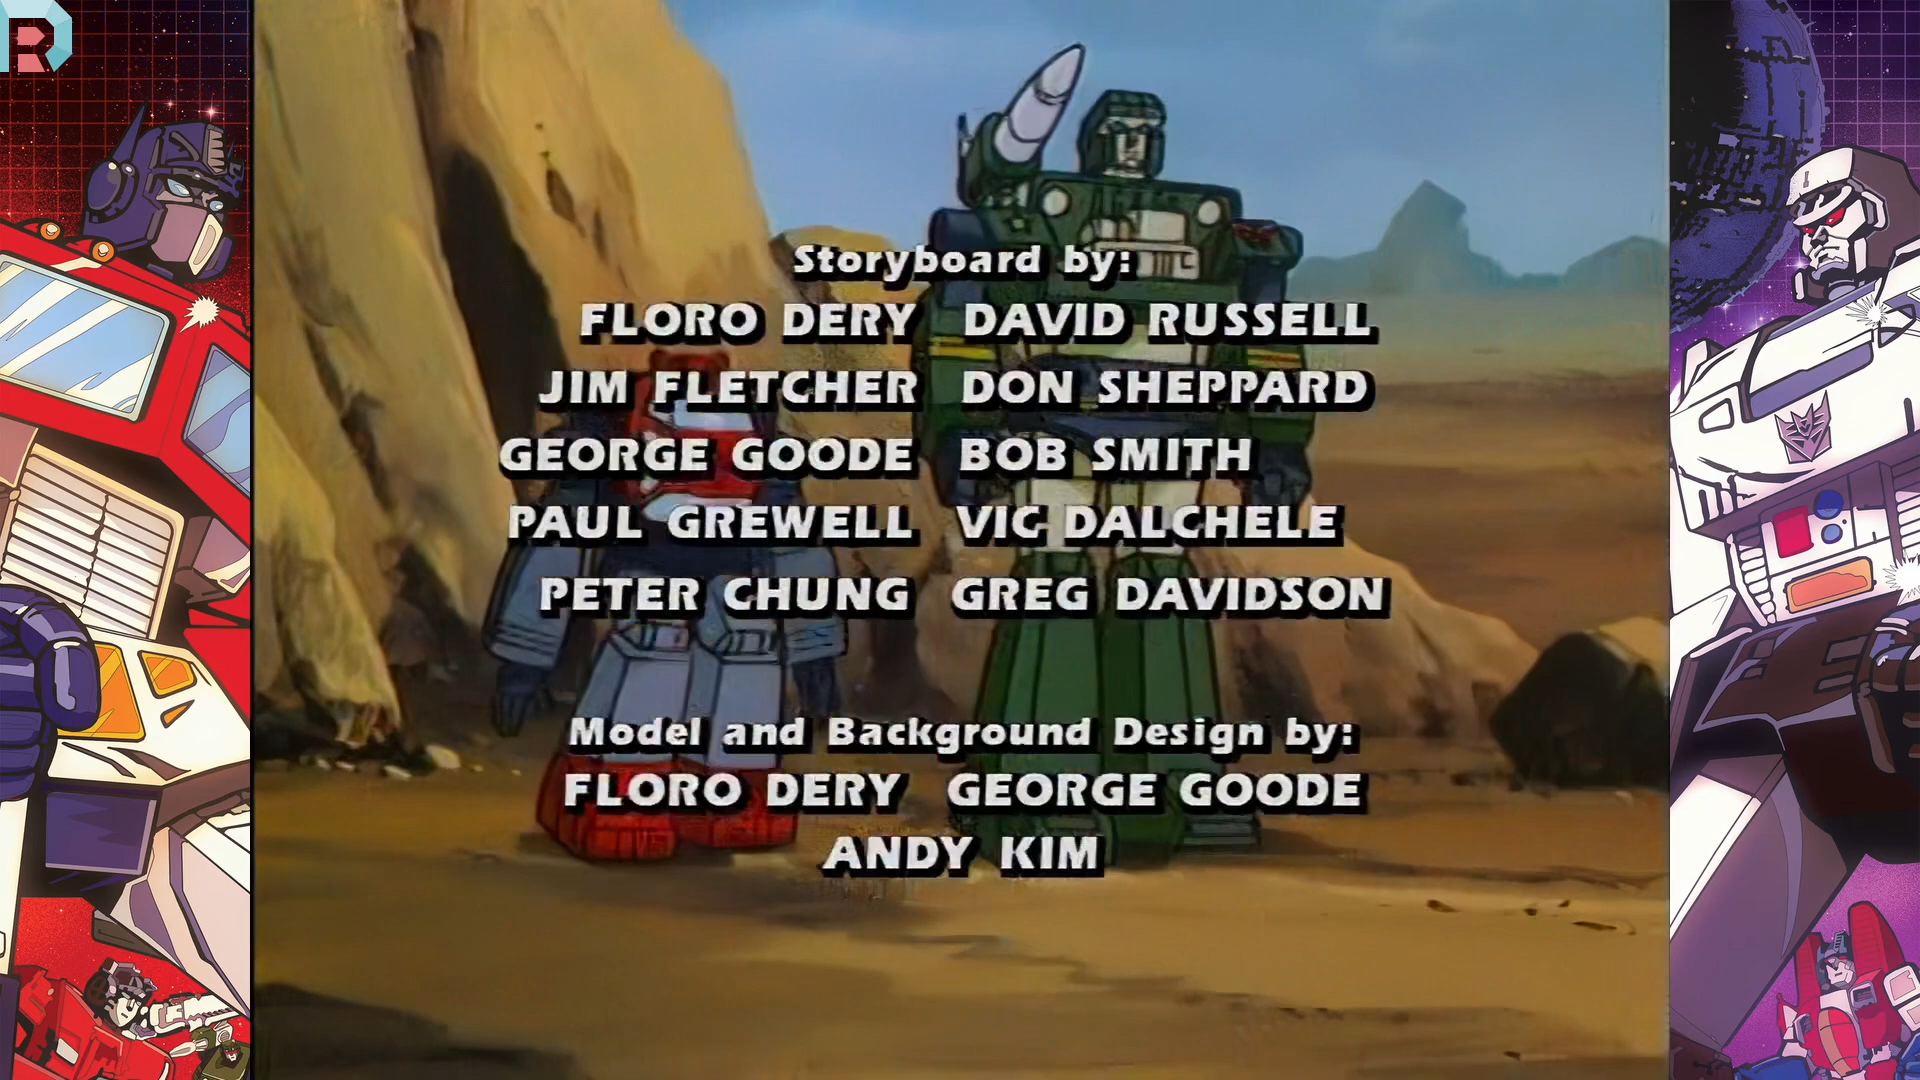 R
Storyboard by:
FLORO DERY DAVID RUSSELL
JIM FLETCHER DON SHEPPARD
GEORGE GOODE BOB SMITH
PAUL GREWELL VIC DALCHELE
PETER CHUNG GREG DAVIDSON
Model and Background Design by:
FLORO DERY GEORGE GOODE
ANDY KIM